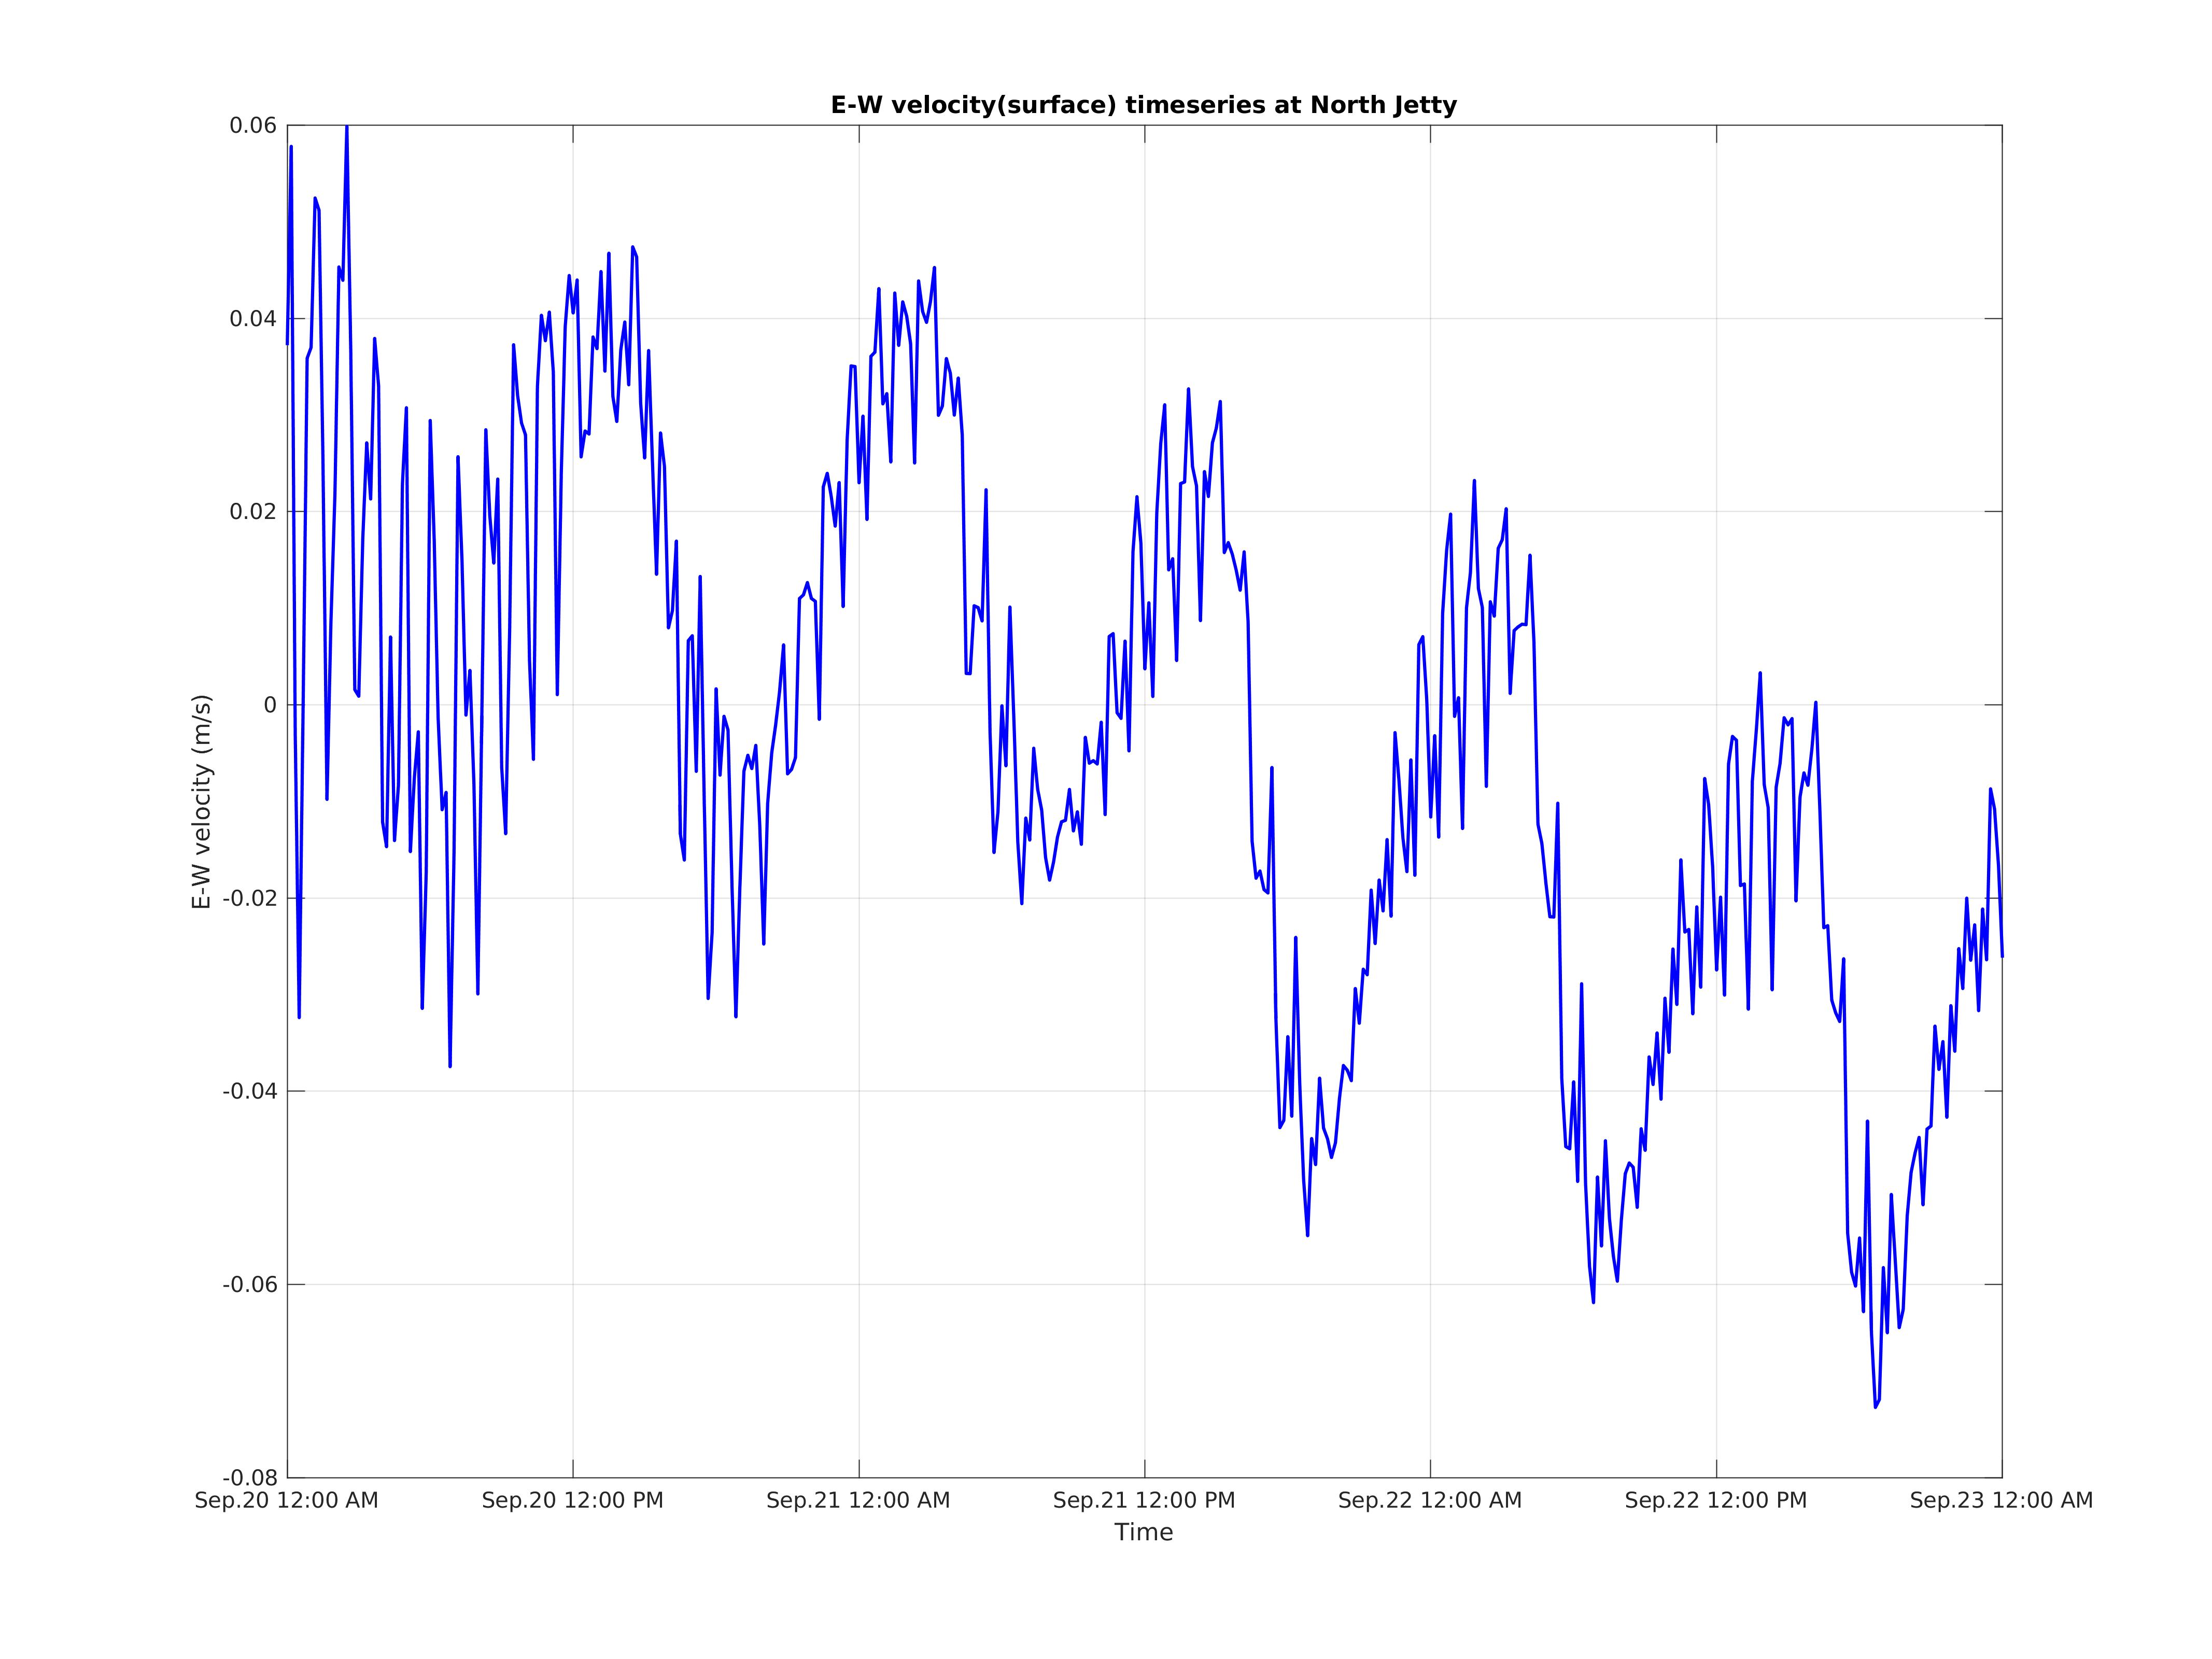 E-W velocity(surface) timeseries at North Jetty
0.06
0.04
0.02
0
-0.02
-0.04
-0.06
-0.08
E-W velocity (m/s)
Sep.20 12:00 AM Sep.20 12:00 PM Sep.21 12:00 AM Sep.21 12:00 PM Sep.22 12:00 AM Sep.22 12:00 PM Sep.23 12:00 AM
Time